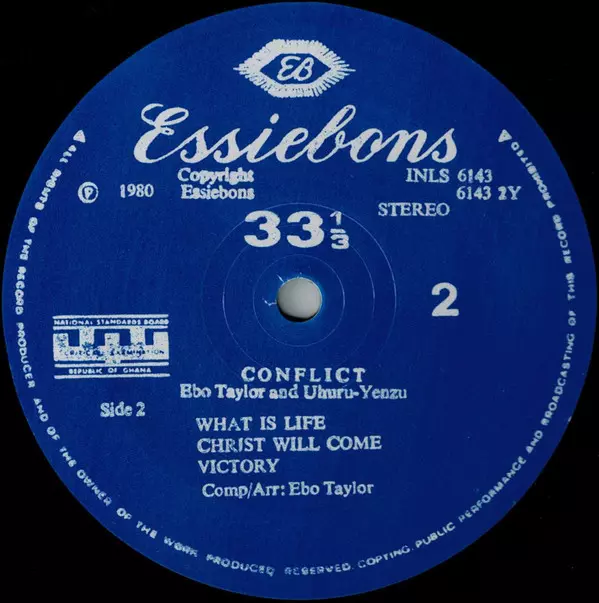 EB
Essiebons
℗ 1980 Copyright Essiebons
INLS 6143
6143 2Y
STEREO
33 1/3
2
NATIONAL STANDARDS BOARD
REPUBLIC OF GHANA
Side 2
CONFLICT
Ebo Taylor and Uhuru-Yenzu
WHAT IS LIFE
CHRIST WILL COME
VICTORY
Comp/Arr: Ebo Taylor
ALL RIGHTS OF THE RECORD PRODUCER AND OF THE OWNER OF THE WORK PRODUCED RESERVED. COPTING. PUBLIC PERFORMANCE AND BROADCASTING OF THIS RECORD PROHIBITED